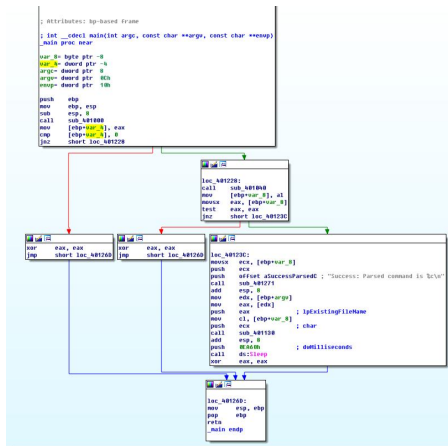 ; Attributes: bp-based frame
; int __cdecl main(int argc, const char **argv, const char **envp)
_main proc near
var_8= byte ptr -8
var_4= dword ptr -4
argc= dword ptr 8
argv= dword ptr 0Ch
envp= dword ptr 10h
push ebp
mov ebp, esp
sub esp, 8
call sub_401000
mov [ebp+var_4], eax
cmp [ebp+var_4], 0
jnz short loc_401228
loc_401228:
call sub_401040
mov [ebp+var_8], al
movsx eax, [ebp+var_8]
test eax, eax
jnz short loc_40123C
xor eax, eax
jmp short loc_40126D
xor eax, eax
jmp short loc_40126D
loc_40123C:
movsx ecx, [ebp+var_8]
push ecx
push offset aSuccessParsedC ; "Success: Parsed command is %c\n"
call sub_401271
add esp, 8
mov edx, [ebp+argv]
mov eax, [edx]
push eax ; lpExistingFileName
mov cl, [ebp+var_8]
push ecx ; char
call sub_401130
add esp, 8
push 0EA60h ; dwMilliseconds
call ds:Sleep
xor eax, eax
loc_40126D:
mov esp, ebp
pop ebp
retn
_main endp